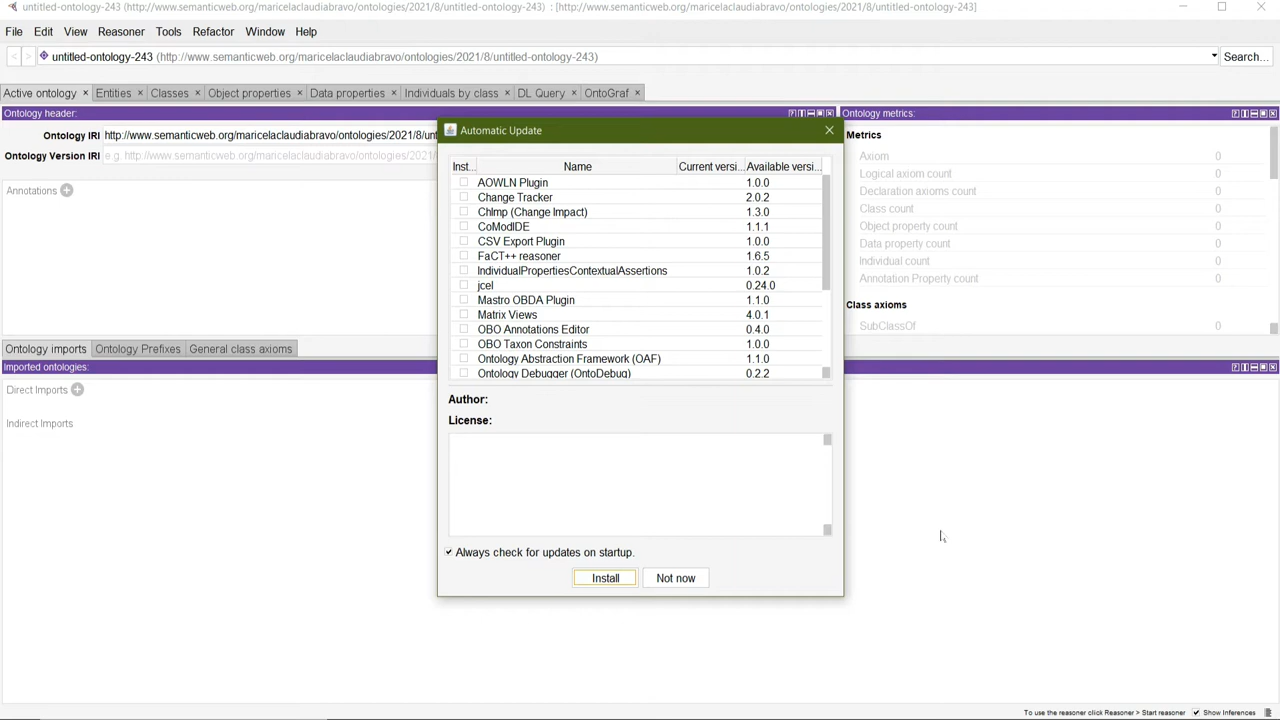 untitled-ontology-243 (http://www.semanticweb.org/maricelaclaudiabravo/ontologies/2021/8/untitled-ontology-243) : [http://www.semanticweb.org/maricelaclaudiabravo/ontologies/2021/8/untitled-ontology-243]
File Edit View Reasoner Tools Refactor Window Help
untitled-ontology-243 (http://www.semanticweb.org/maricelaclaudiabravo/ontologies/2021/8/untitled-ontology-243) Search...
Active ontology × Entities × Classes × Object properties × Data properties × Individuals by class × DL Query × OntoGraf ×
Ontology header:
Ontology IRI http://www.semanticweb.org/maricelaclaudiabravo/ontologies/2021/8/unt
Ontology Version IRI e.g. http://www.semanticweb.org/maricelaclaudiabravo/ontologies/2021/
Annotations
Ontology metrics:
Metrics
Axiom 0
Logical axiom count 0
Declaration axioms count 0
Class count 0
Object property count 0
Data property count 0
Individual count 0
Annotation Property count 0
Class axioms
SubClassOf 0
Automatic Update
Inst... Name Current versi... Available versi...
AOWLN Plugin 1.0.0
Change Tracker 2.0.2
ChImp (Change Impact) 1.3.0
CoModIDE 1.1.1
CSV Export Plugin 1.0.0
FaCT++ reasoner 1.6.5
IndividualPropertiesContextualAssertions 1.0.2
jcel 0.24.0
Mastro OBDA Plugin 1.1.0
Matrix Views 4.0.1
OBO Annotations Editor 0.4.0
OBO Taxon Constraints 1.0.0
Ontology Abstraction Framework (OAF) 1.1.0
Ontology Debugger (OntoDebug) 0.2.2
Author:
License:
Always check for updates on startup.
Install Not now
Ontology imports Ontology Prefixes General class axioms
Imported ontologies:
Direct Imports
Indirect Imports
To use the reasoner click Reasoner > Start reasoner Show Inferences